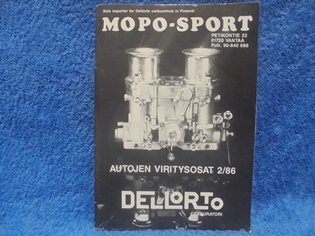 Sole importer for Dellorto carburettors in Finland:
MOPO-SPORT
PETIKONTIE 22
01720 VANTAA
Puh. 90-840 688
AUTOJEN VIRITYSOSAT 2/86
DELLORTO
CARBURATORI